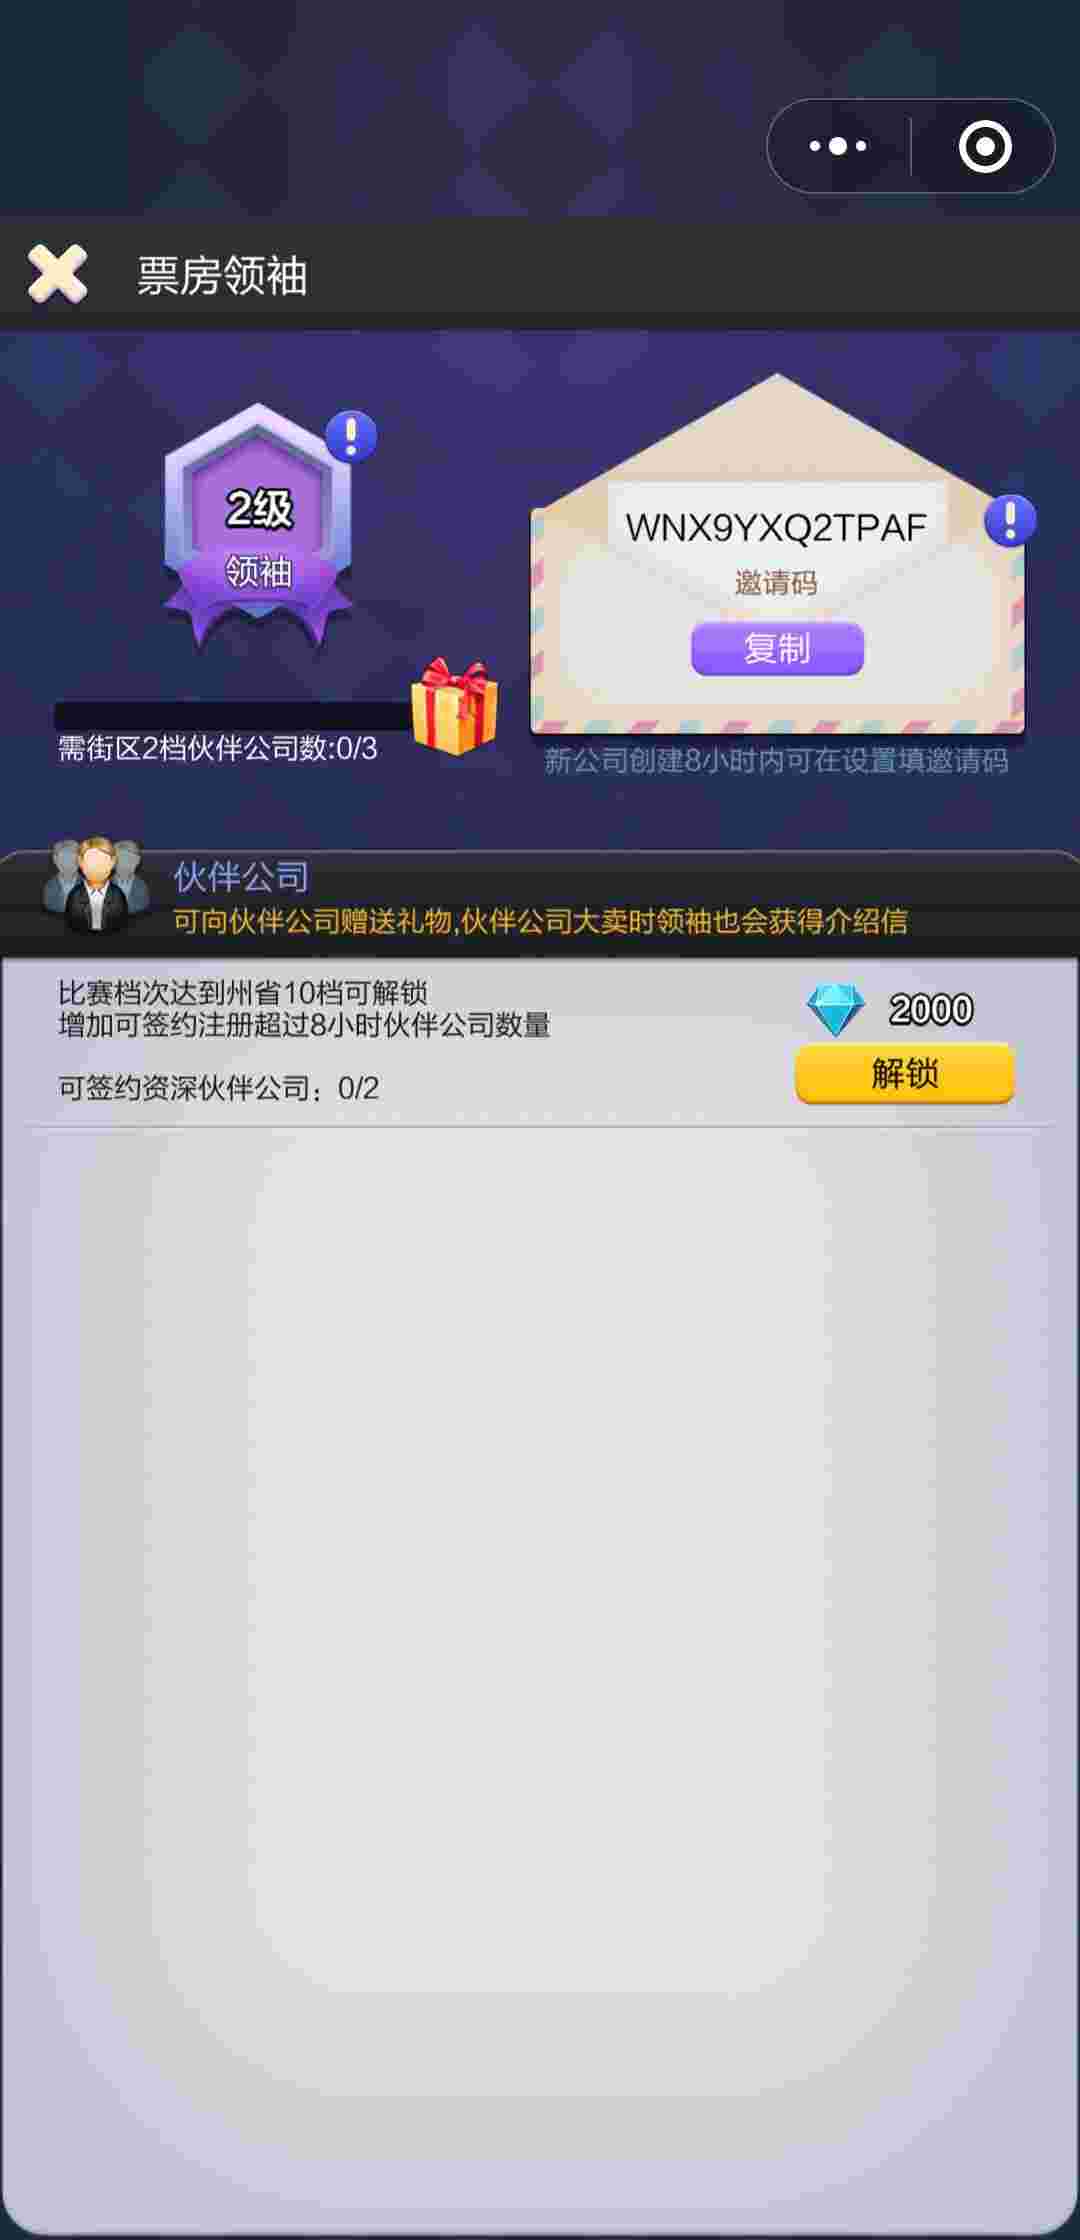 票房领袖
2级
领袖
需街区2档伙伴公司数:0/3
WNX9YXQ2TPAF
邀请码
复制
新公司创建8小时内可在设置填邀请码
伙伴公司
可向伙伴公司赠送礼物,伙伴公司大卖时领袖也会获得介绍信
比赛档次达到州省10档可解锁
增加可签约注册超过8小时伙伴公司数量
可签约资深伙伴公司：0/2
2000
解锁